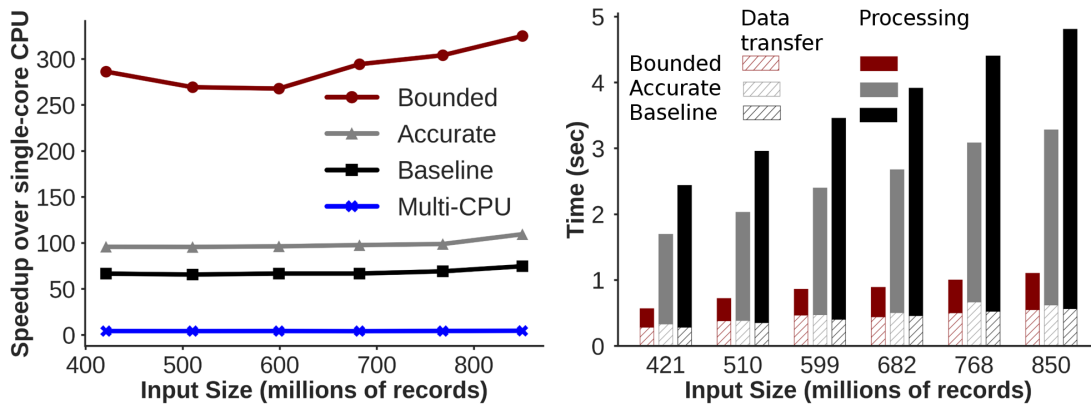 Speedup over single-core CPU
300
250
200
150
100
50
0
400
500
600
700
800
Input Size (millions of records)
Bounded
Accurate
Baseline
Multi-CPU
Time (sec)
5
4
3
2
1
0
421
510
599
682
768
850
Input Size (millions of records)
Data transfer
Processing
Bounded
Accurate
Baseline